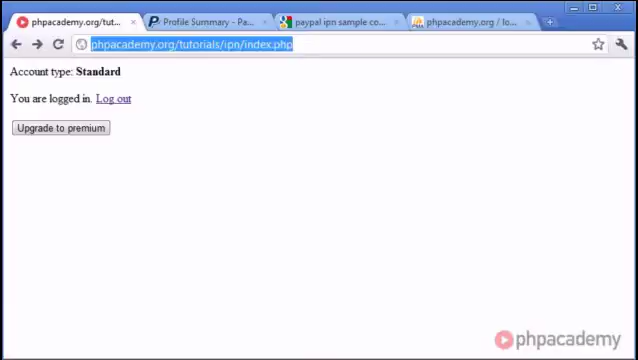 phpacademy.org/tut...
Profile Summary - Pa...
paypal ipn sample co...
phpacademy.org / lo...
phpacademy.org/tutorials/ipn/index.php
Account type: Standard
You are logged in. Log out
Upgrade to premium
phpacademy